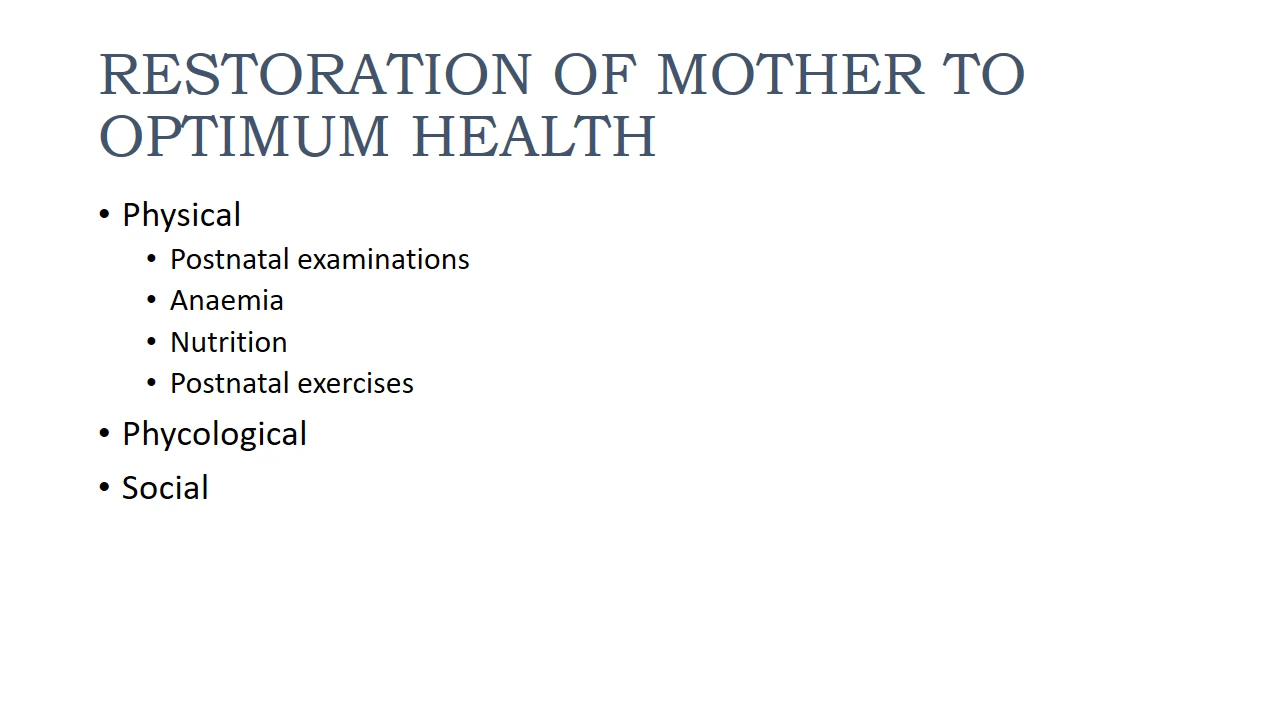 RESTORATION OF MOTHER TO
OPTIMUM HEALTH
• Physical
• Postnatal examinations
• Anaemia
• Nutrition
• Postnatal exercises
• Phycological
• Social